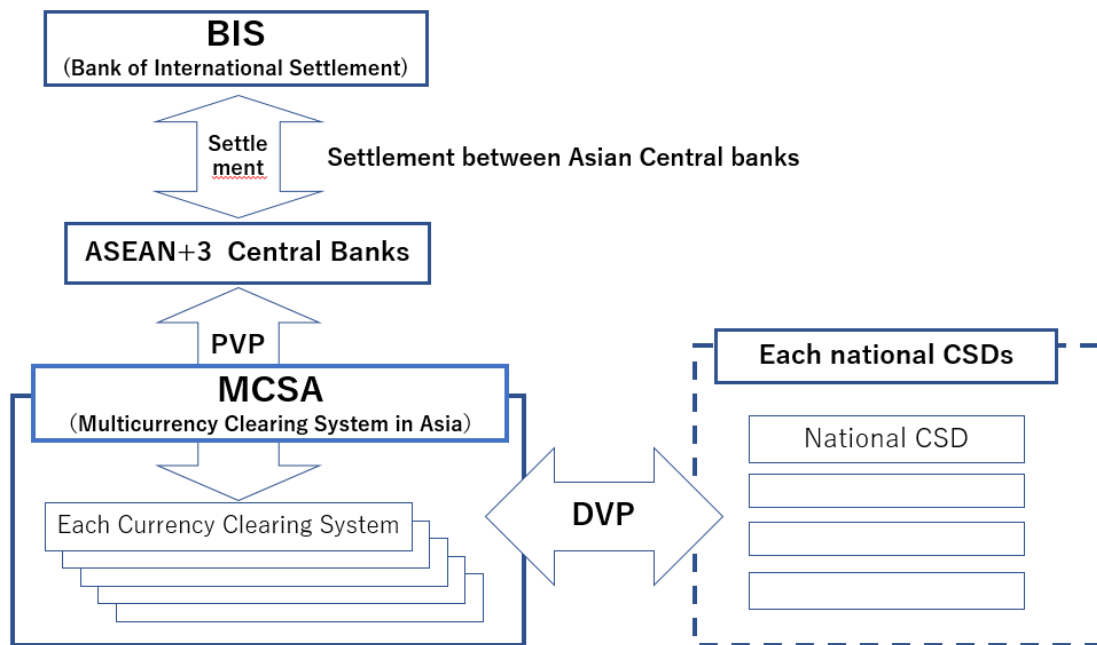 BIS
(Bank of International Settlement)
Settle
ment
Settlement between Asian Central banks
ASEAN+3 Central Banks
PVP
MCSA
(Multicurrency Clearing System in Asia)
Each Currency Clearing System
DVP
Each national CSDs
National CSD